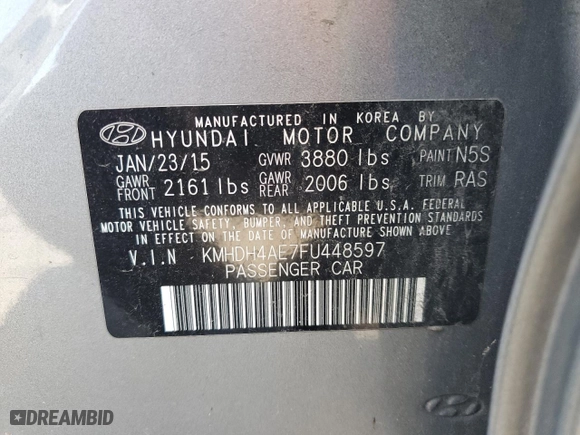 MANUFACTURED IN KOREA BY
HYUNDAI MOTOR COMPANY
JAN/23/15 GVWR 3880 lbs PAINT N5S
GAWR FRONT 2161 lbs GAWR REAR 2006 lbs TRIM RAS
THIS VEHICLE CONFORMS TO ALL APPLICABLE U.S.A. FEDERAL
MOTOR VEHICLE SAFETY, BUMPER, AND THEFT PREVENTION STANDARDS
IN EFFECT ON THE DATE OF MANUFACTURE SHOWN ABOVE.
V.I.N KMHDH4AE7FU448597
PASSENGER CAR
DREAMBID